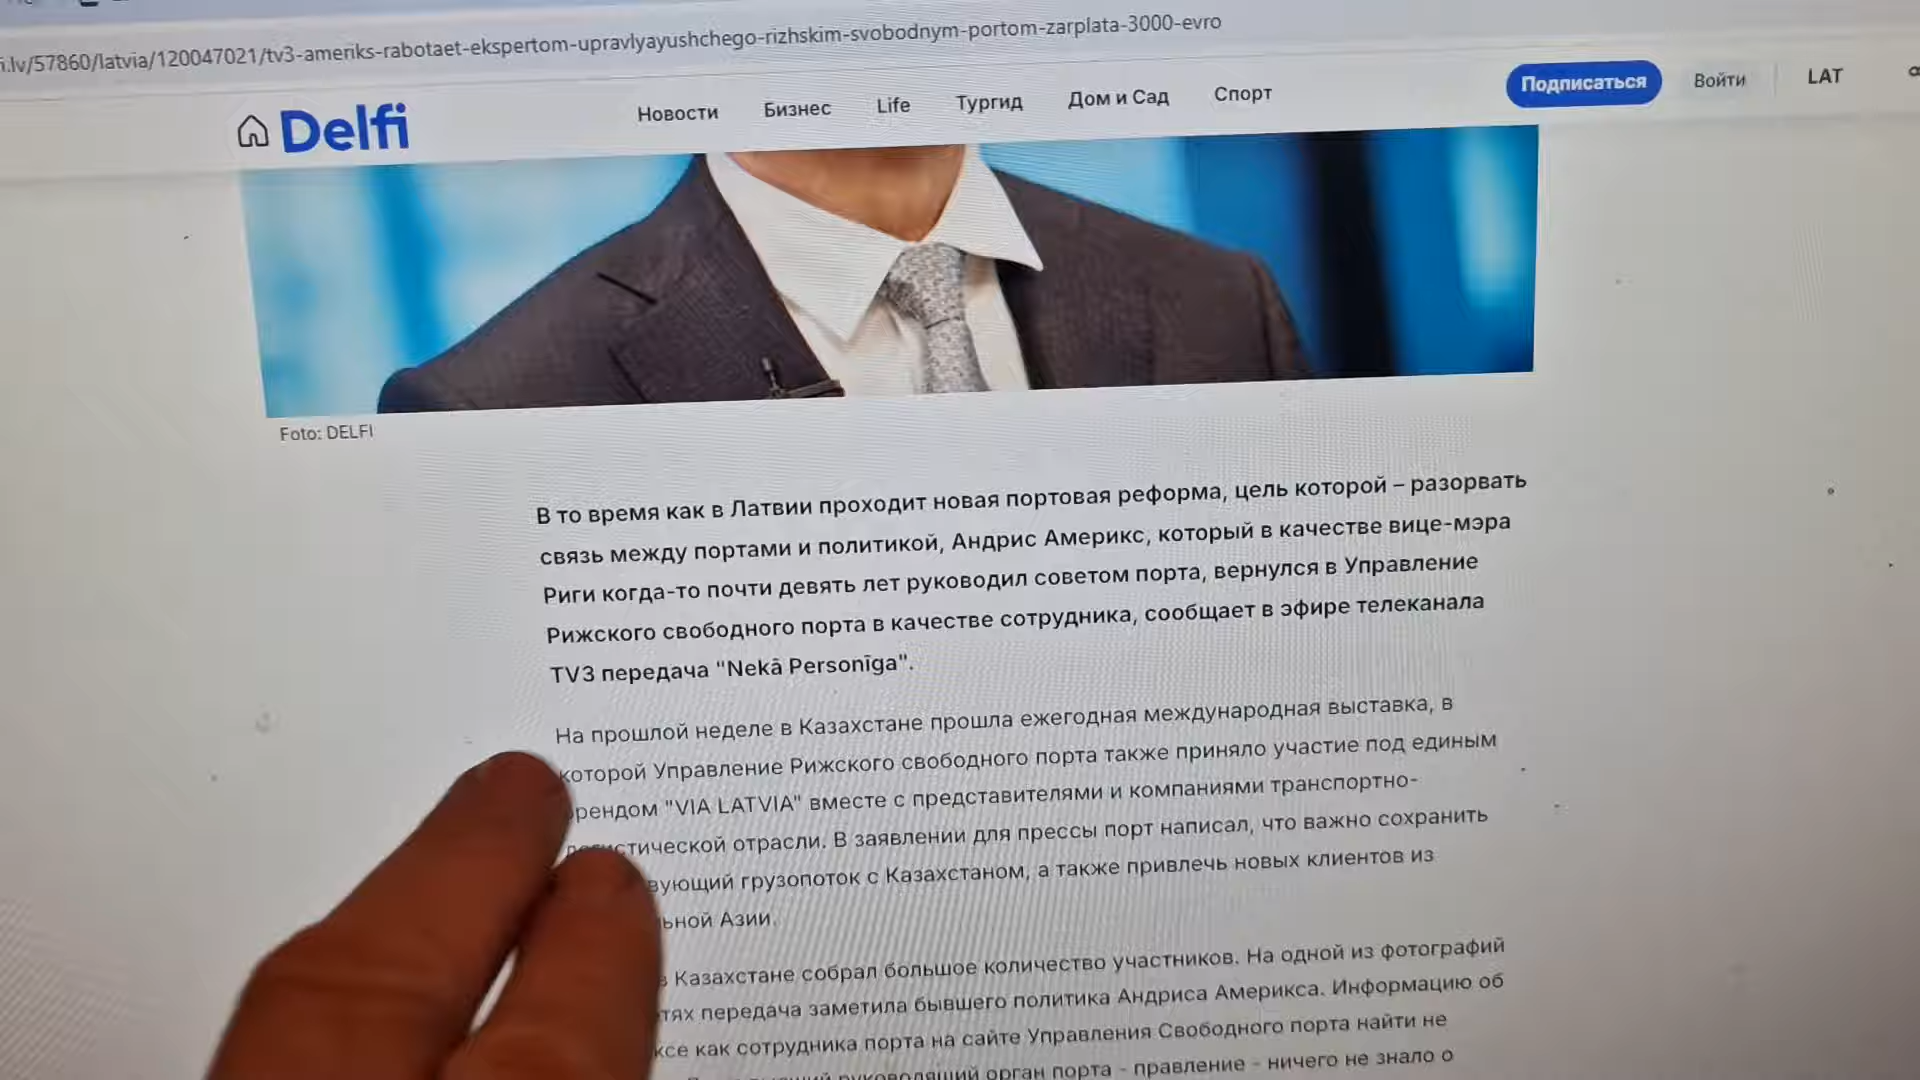 i.lv/57860/latvia/120047021/tv3-ameriks-rabotaet-ekspertom-upravlyayushchego-rizhskim-svobodnym-portom-zarplata-3000-evro
Delfi
Новости Бизнес Life Тургид Дом и Сад Спорт
Подписаться Войти LAT
Foto: DELFI
В то время как в Латвии проходит новая портовая реформа, цель которой – разорвать
связь между портами и политикой, Андрис Америкс, который в качестве вице-мэра
Риги когда-то почти девять лет руководил советом порта, вернулся в Управление
Рижского свободного порта в качестве сотрудника, сообщает в эфире телеканала
TV3 передача "Nekā Personīga".
На прошлой неделе в Казахстане прошла ежегодная международная выставка, в
которой Управление Рижского свободного порта также приняло участие под единым
брендом "VIA LATVIA" вместе с представителями и компаниями транспортно-
логистической отрасли. В заявлении для прессы порт написал, что важно сохранить
вующий грузопоток с Казахстаном, а также привлечь новых клиентов из
ьной Азии.
в Казахстане собрал большое количество участников. На одной из фотографий
тях передача заметила бывшего политика Андриса Америкса. Информацию об
ксе как сотрудника порта на сайте Управления Свободного порта найти не
руководящий орган порта - правление - ничего не знало о